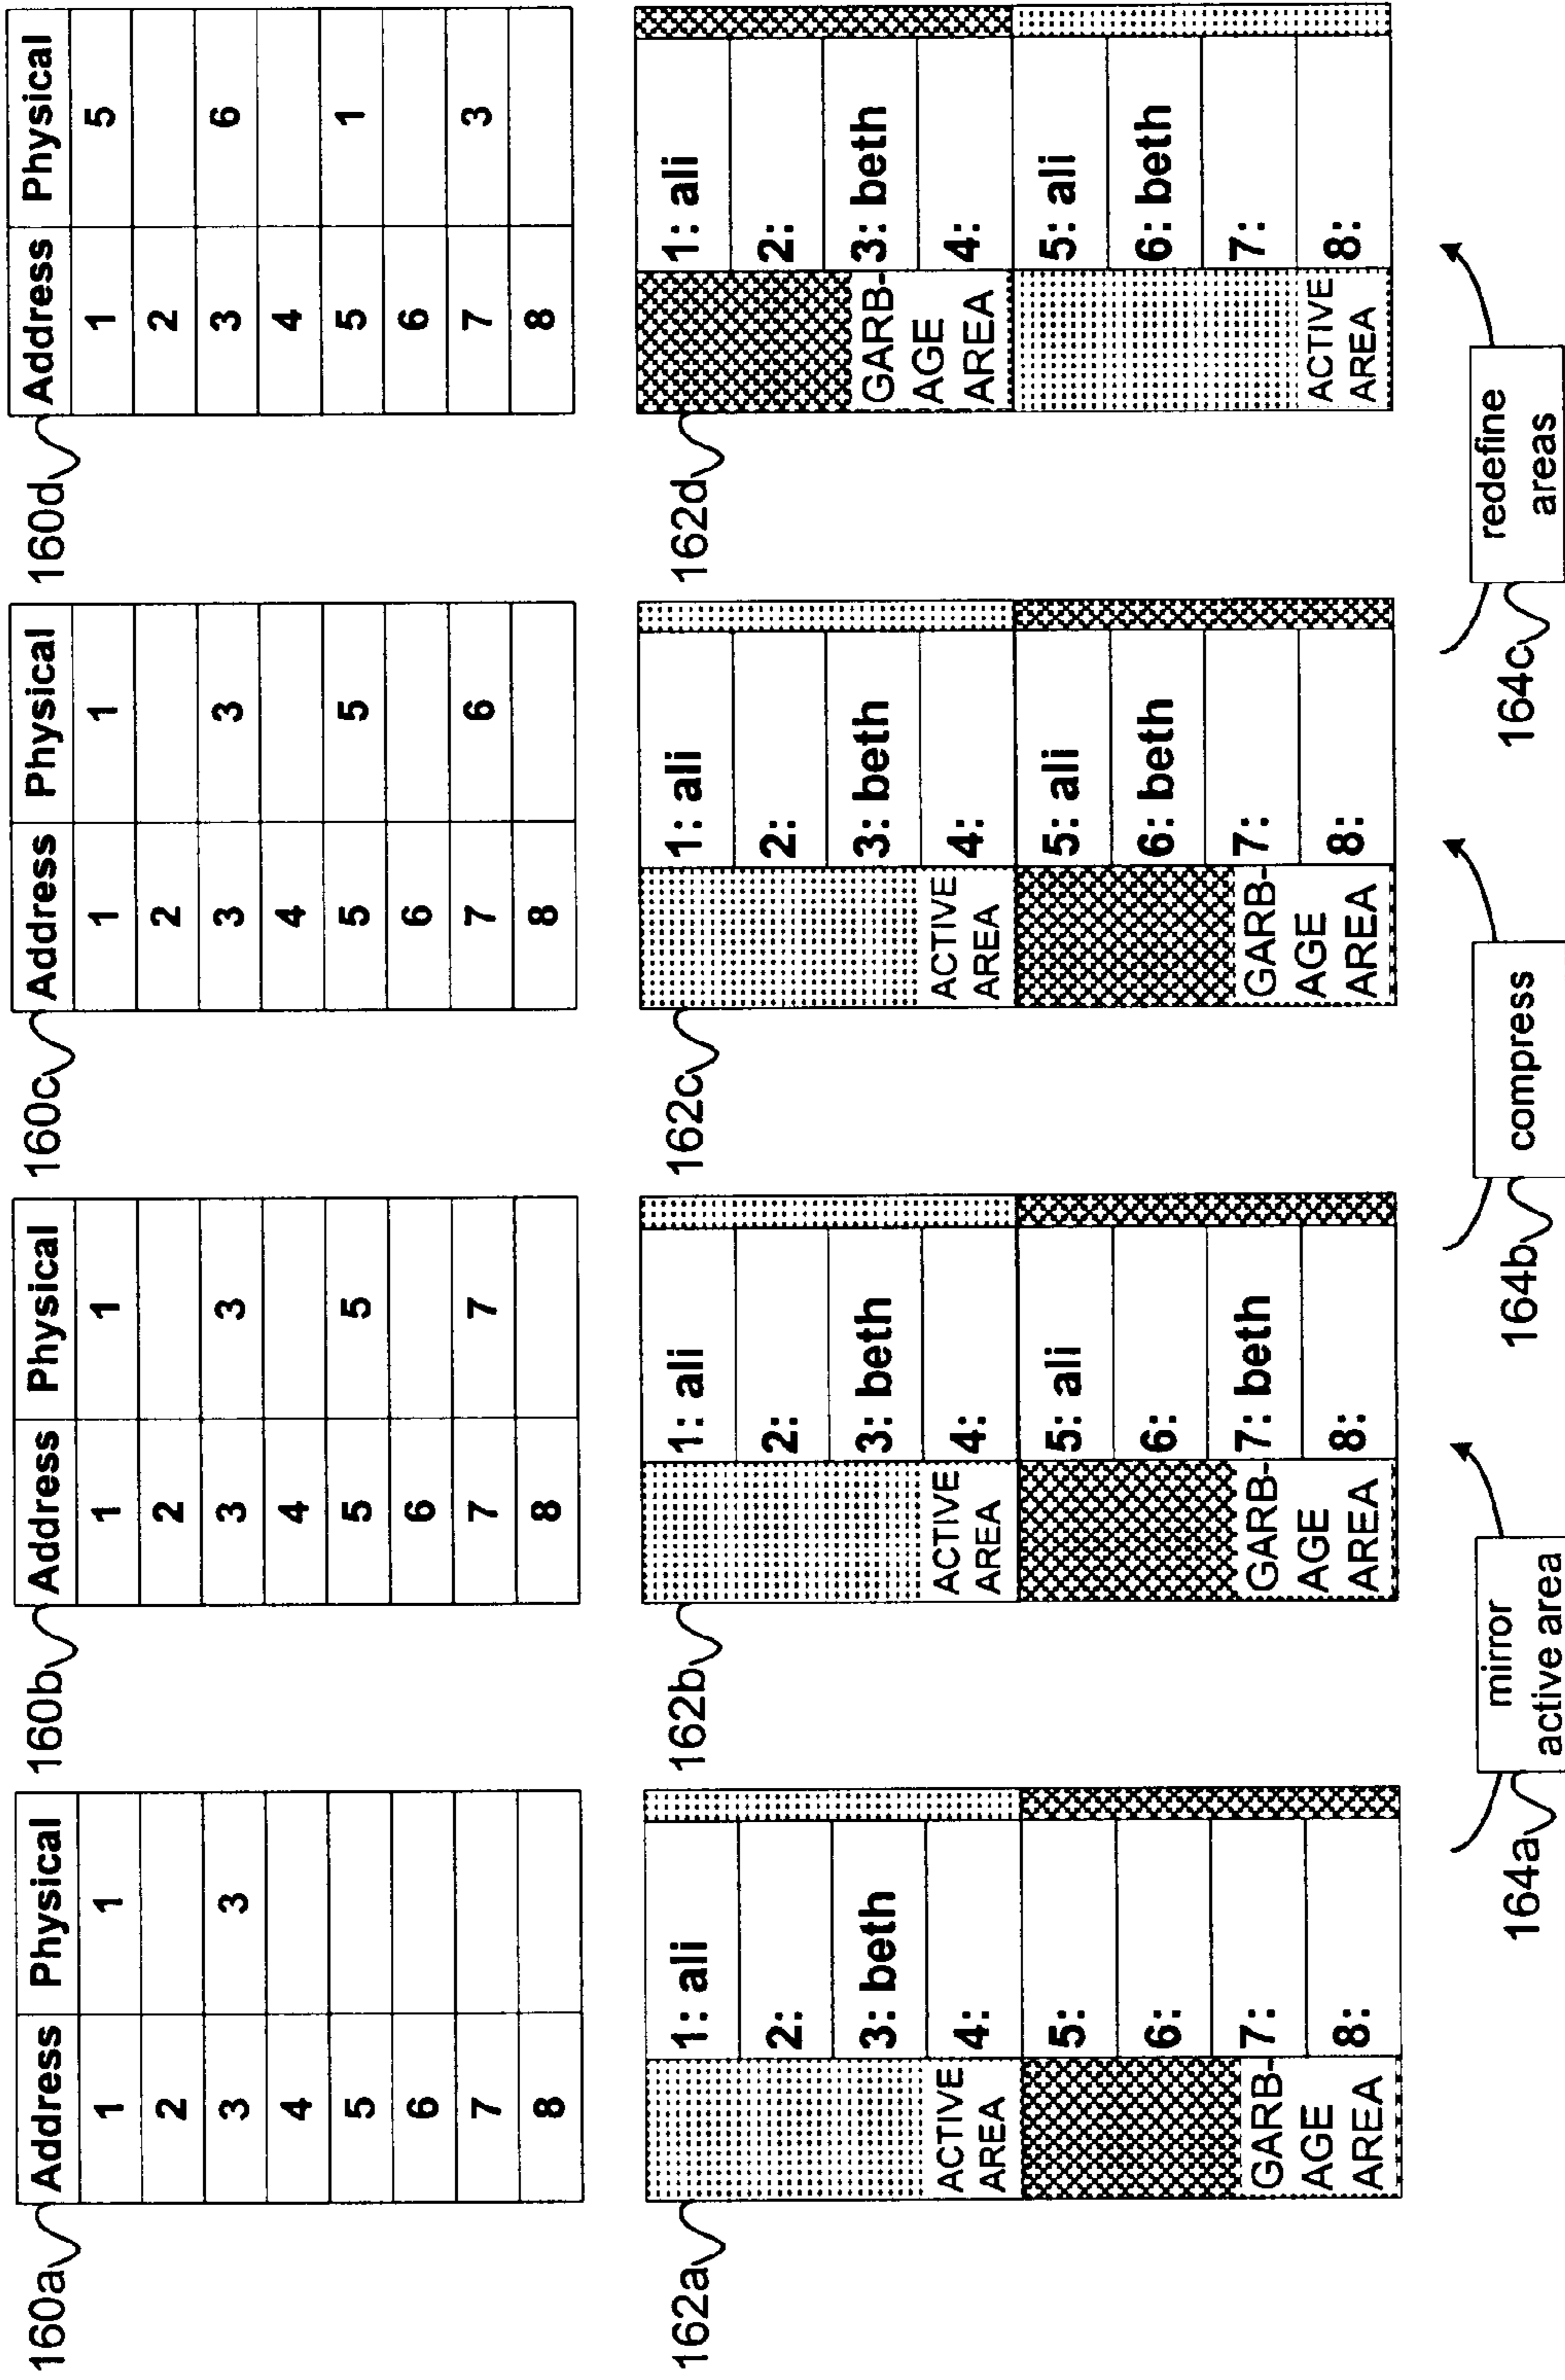 160a
Address Physical
1 1
2
3 3
4
5
6
7
8
160b
Address Physical
1 1
2
3 3
4
5 5
6
7 7
8
160c
Address Physical
1 1
2
3 3
4
5 5
6
7 6
8
160d
Address Physical
1 5
2
3 6
4
5 1
6
7 3
8
162a
ACTIVE
AREA
GARB-
AGE
AREA
1: ali
2:
3: beth
4:
5:
6:
7:
8:
162b
ACTIVE
AREA
GARB-
AGE
AREA
1: ali
2:
3: beth
4:
5: ali
6:
7: beth
8:
162c
ACTIVE
AREA
GARB-
AGE
AREA
1: ali
2:
3: beth
4:
5: ali
6: beth
7:
8:
162d
GARB-
AGE
AREA
ACTIVE
AREA
1: ali
2:
3: beth
4:
5: ali
6: beth
7:
8:
164a
mirror
active area
164b
compress
164c
redefine
areas